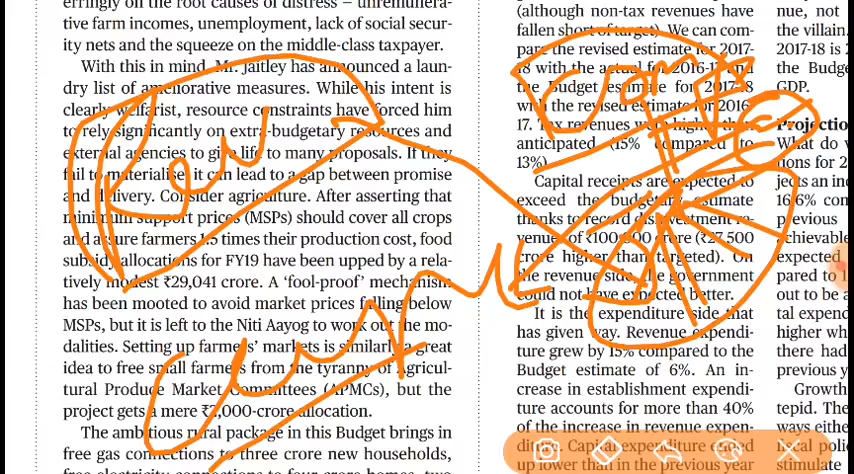 erringly on the root causes of distress – unremunera-
tive farm incomes, unemployment, lack of social secur-
ity nets and the squeeze on the middle-class taxpayer.
With this in mind, Mr. Jaitley has announced a laun-
dry list of ameliorative measures. While his intent is
clearly welfarist, resource constraints have forced him
to rely significantly on extra-budgetary resources and
external agencies to give life to many proposals. If they
fail to materialise, it can lead to a gap between promise
and delivery. Consider agriculture. After asserting that
minimum support prices (MSPs) should cover all crops
and assure farmers 1.5 times their production cost, food
subsidy allocations for FY19 have been upped by a rela-
tively modest ₹29,041 crore. A ‘fool-proof’ mechanism
has been mooted to avoid market prices falling below
MSPs, but it is left to the Niti Aayog to work out the mo-
dalities. Setting up farmers’ markets is similarly a great
idea to free small farmers from the tyranny of Agricul-
tural Produce Market Committees (APMCs), but the
project gets a mere ₹2,000-crore allocation.
The ambitious rural package in this Budget brings in
free gas connections to three crore new households,
free electricity connections to four crore homes, two
(although non-tax revenues have
fallen short of target). We can com-
pare the revised estimate for 2017-
18 with the actual for 2016-17 and
the Budget estimate for 2017-18
with the revised estimate for 2016-
17. Tax revenues were higher than
anticipated (15% compared to
13%).
Capital receipts are expected to
exceed the budgetary estimate
thanks to record disinvestment re-
venue of ₹100,000 crore (₹27,500
crore higher than targeted). On
the revenue side, the government
could not have expected better.
It is the expenditure side that
has given way. Revenue expendi-
ture grew by 15% compared to the
Budget estimate of 6%. An in-
crease in establishment expendi-
ture accounts for more than 40%
of the increase in revenue expen-
diture. Capital expenditure ended
up lower than in the previous year
nue, not
the villain.
2017-18 is
the Budge
GDP.
Projectio
What do
tions for 2
jects an in
16.6% con
previous
achievable
expected
pared to 1
out to be a
tal expend
higher wh
there had
previous y
Growth
tepid. The
ways eithe
fiscal polic
stimulate
Rev